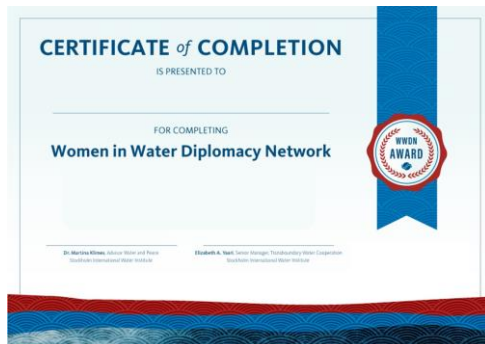 CERTIFICATE of COMPLETION
IS PRESENTED TO
FOR COMPLETING
Women in Water Diplomacy Network
WWDN
AWARD
Dr. Martina Klimes, Advisor Water and Peace
Stockholm International Water Institute
Elizabeth A. Yaari, Senior Manager, Transboundary Water Cooperation
Stockholm International Water Institute